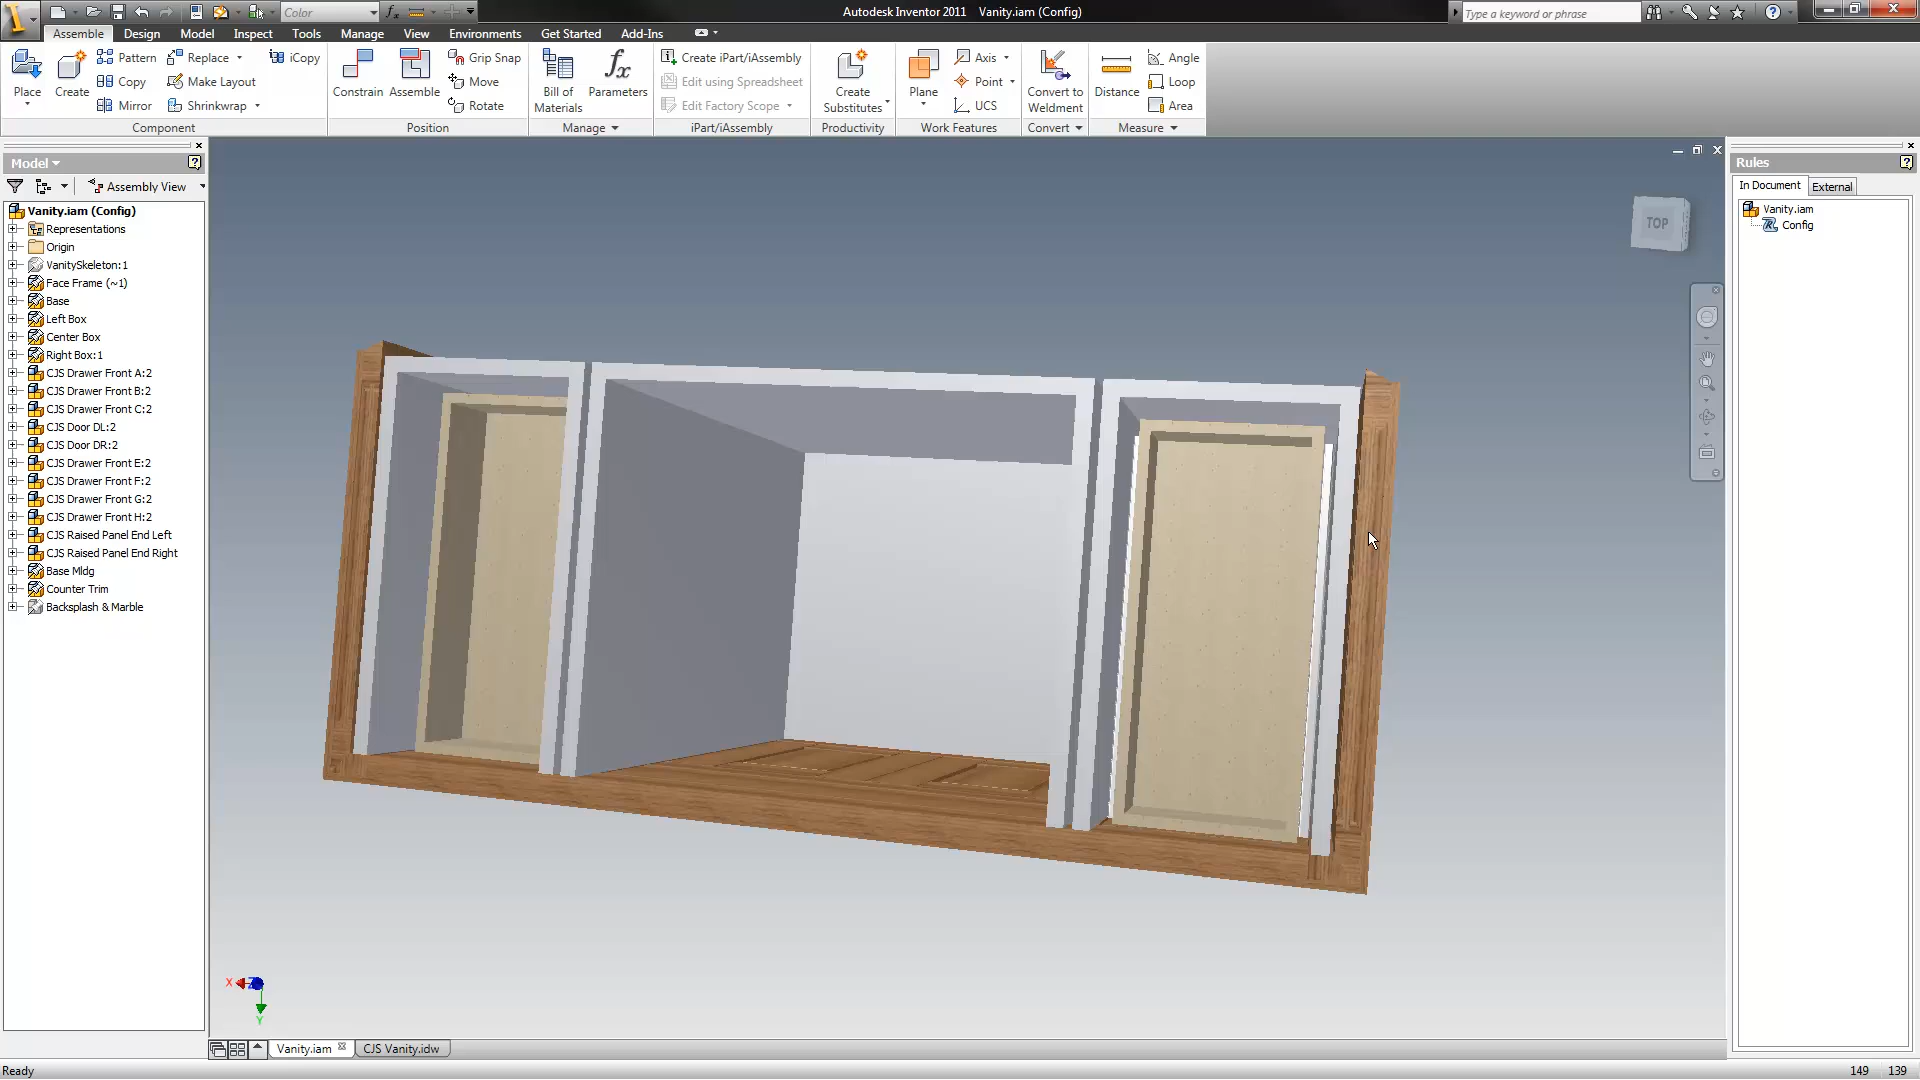 Color
Autodesk Inventor 2011 Vanity.iam (Config)
Type a keyword or phrase
Assemble Design Model Inspect Tools Manage View Environments Get Started Add-Ins
Place
Create
Pattern
Copy
Mirror
Replace
Make Layout
Shrinkwrap
iCopy
Component
Constrain
Assemble
Grip Snap
Move
Rotate
Position
Bill of
Materials
Parameters
Manage
Create iPart/iAssembly
Edit using Spreadsheet
Edit Factory Scope
iPart/iAssembly
Create
Substitutes
Productivity
Plane
Axis
Point
UCS
Work Features
Convert to
Weldment
Convert
Distance
Angle
Loop
Area
Measure
Model
Assembly View
Vanity.iam (Config)
Representations
Origin
VanitySkeleton:1
Face Frame (~1)
Base
Left Box
Center Box
Right Box:1
CJS Drawer Front A:2
CJS Drawer Front B:2
CJS Drawer Front C:2
CJS Door DL:2
CJS Door DR:2
CJS Drawer Front E:2
CJS Drawer Front F:2
CJS Drawer Front G:2
CJS Drawer Front H:2
CJS Raised Panel End Left
CJS Raised Panel End Right
Base Mldg
Counter Trim
Backsplash & Marble
TOP
X
Z
Y
Rules
In Document External
Vanity.iam
Config
Vanity.iam CJS Vanity.idw
Ready
149 139